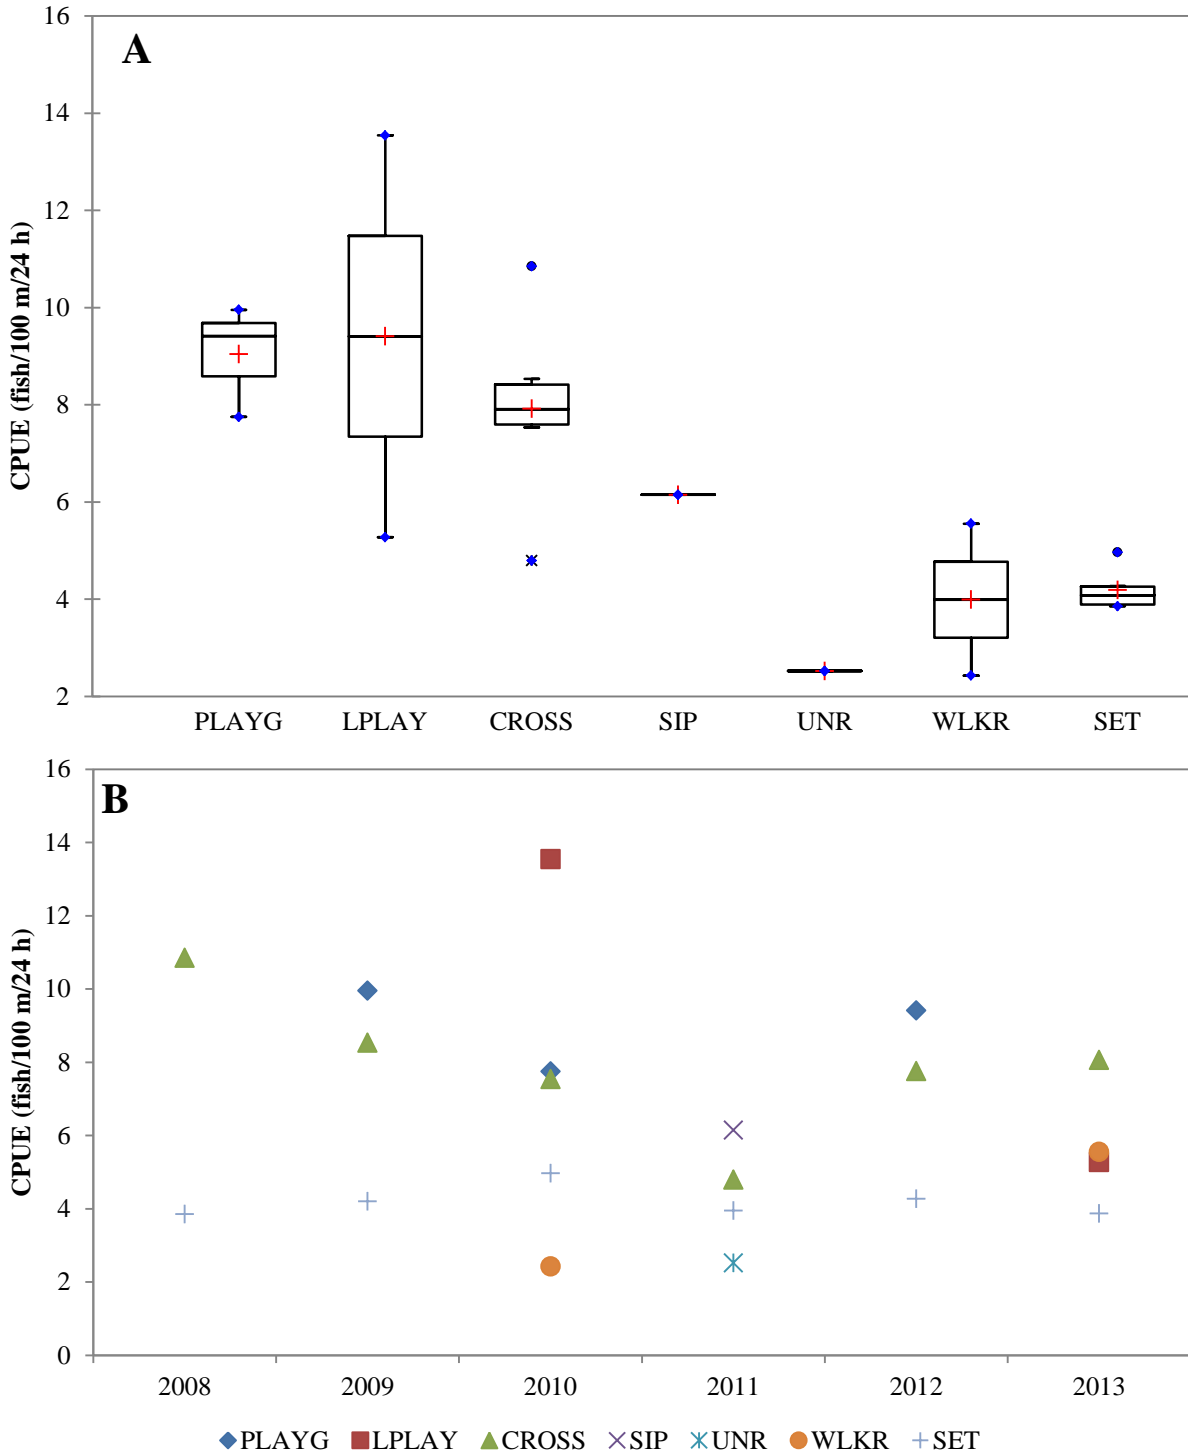 16
A
14
12
10
8
6
4
2
CPUE (fish/100 m/24 h)
PLAYG LPLAY CROSS SIP UNR WLKR SET
16
B
14
12
10
8
6
4
2
0
CPUE (fish/100 m/24 h)
2008 2009 2010 2011 2012 2013
PLAYG LPLAY CROSS SIP UNR WLKR SET